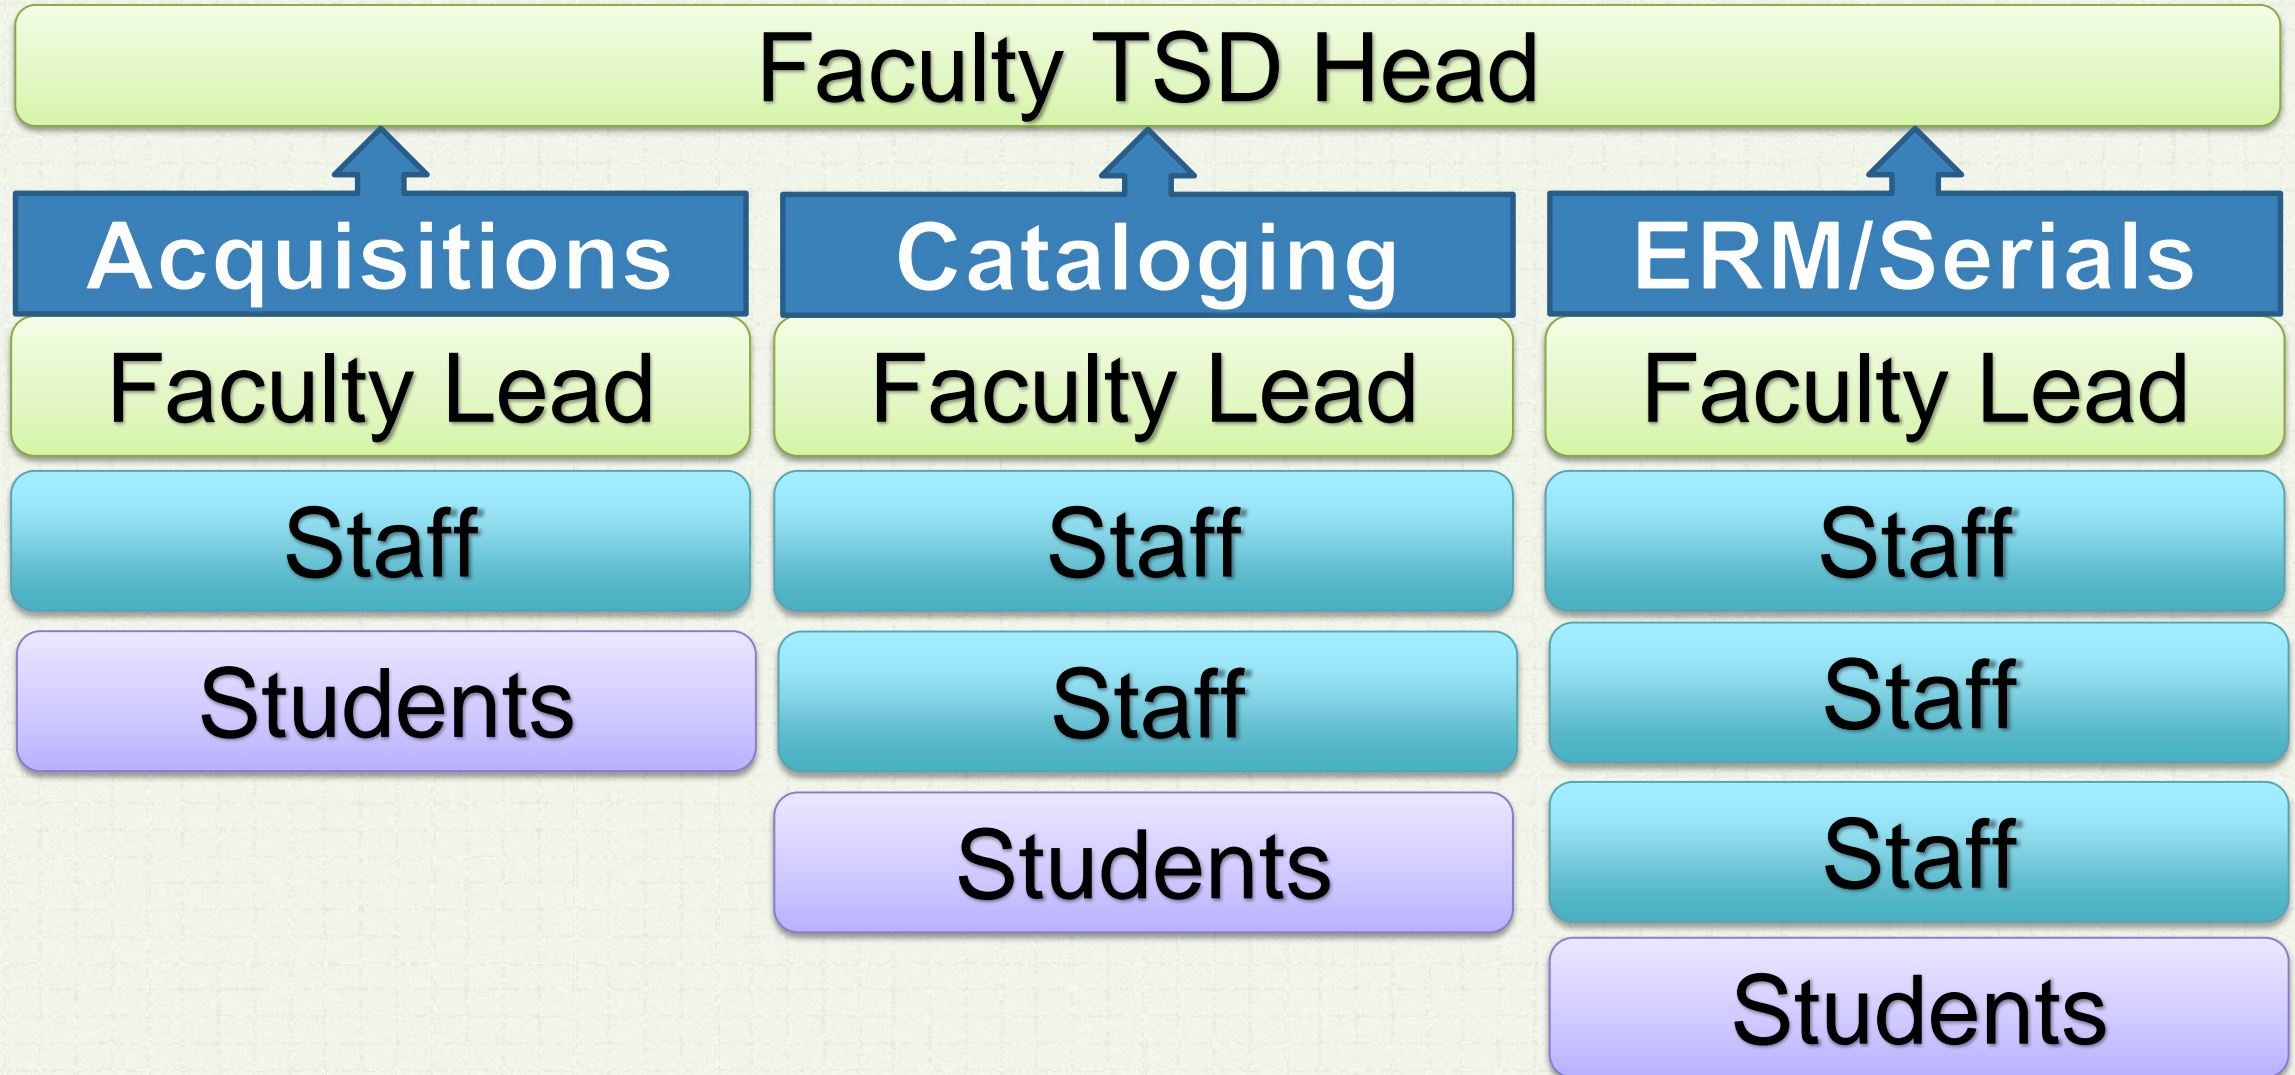 Faculty TSD Head
Acquisitions
Faculty Lead
Staff
Students
Cataloging
Faculty Lead
Staff
Staff
Students
ERM/Serials
Faculty Lead
Staff
Staff
Staff
Students